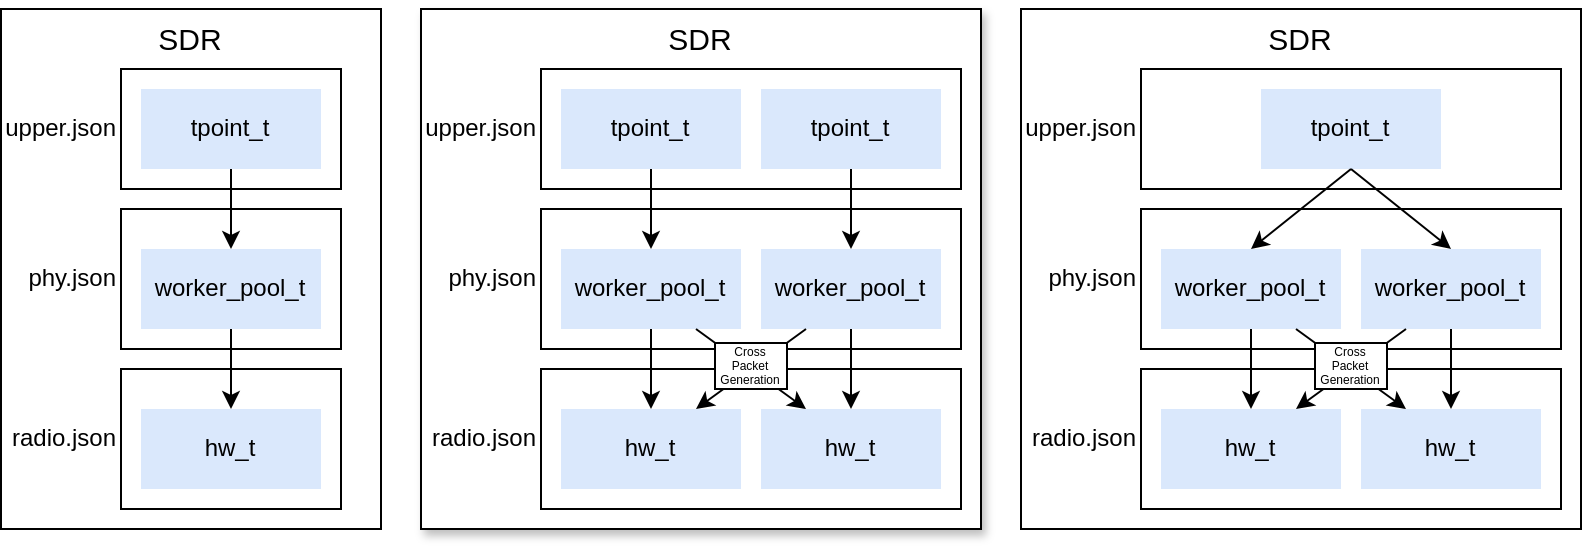 SDR
upper.json
tpoint_t
phy.json
worker_pool_t
radio.json
hw_t
SDR
upper.json
tpoint_t
tpoint_t
phy.json
worker_pool_t
worker_pool_t
Cross
Packet
Generation
radio.json
hw_t
hw_t
SDR
upper.json
tpoint_t
phy.json
worker_pool_t
worker_pool_t
Cross
Packet
Generation
radio.json
hw_t
hw_t